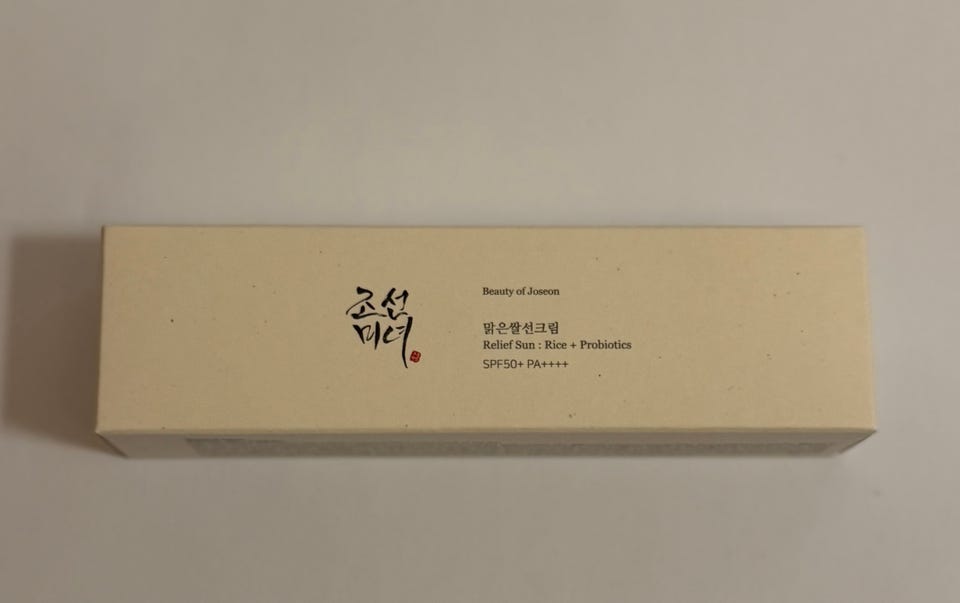 조선
미녀
Beauty of Joseon
맑은쌀선크림
Relief Sun : Rice + Probiotics
SPF50+ PA++++